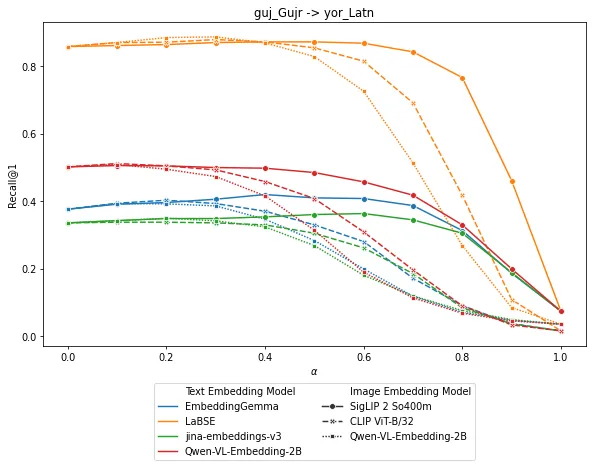 guj_Gujr -> yor_Latn
Recall@1
0.8
0.6
0.4
0.2
0.0
0.0 0.2 0.4 0.6 0.8 1.0
α
Text Embedding Model Image Embedding Model
EmbeddingGemma SigLIP 2 So400m
LaBSE CLIP ViT-B/32
jina-embeddings-v3 Qwen-VL-Embedding-2B
Qwen-VL-Embedding-2B